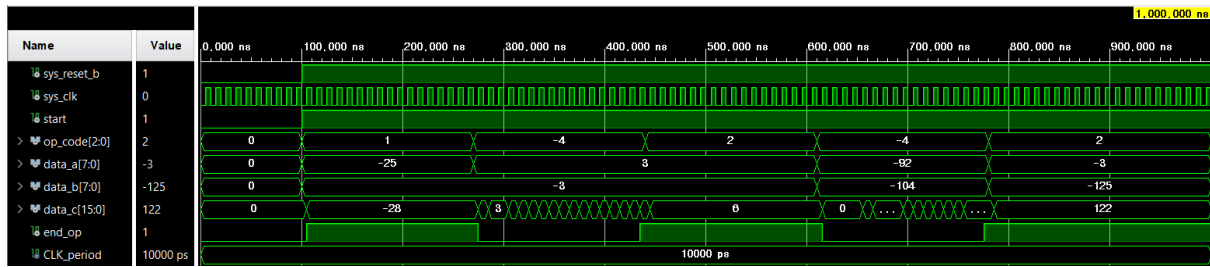 1,000.000 ns
Name Value 0.000 ns 100.000 ns 200.000 ns 300.000 ns 400.000 ns 500.000 ns 600.000 ns 700.000 ns 800.000 ns 900.000 ns
sys_reset_b 1
sys_clk 0
start 1
op_code[2:0] 2 0 1 -4 2 -4 2
data_a[7:0] -3 0 -25 3 -92 -3
data_b[7:0] -125 0 -3 -104 -125
data_c[15:0] 122 0 -28 3 6 0 ... ... 122
end_op 1
CLK_period 10000 ps 10000 ps